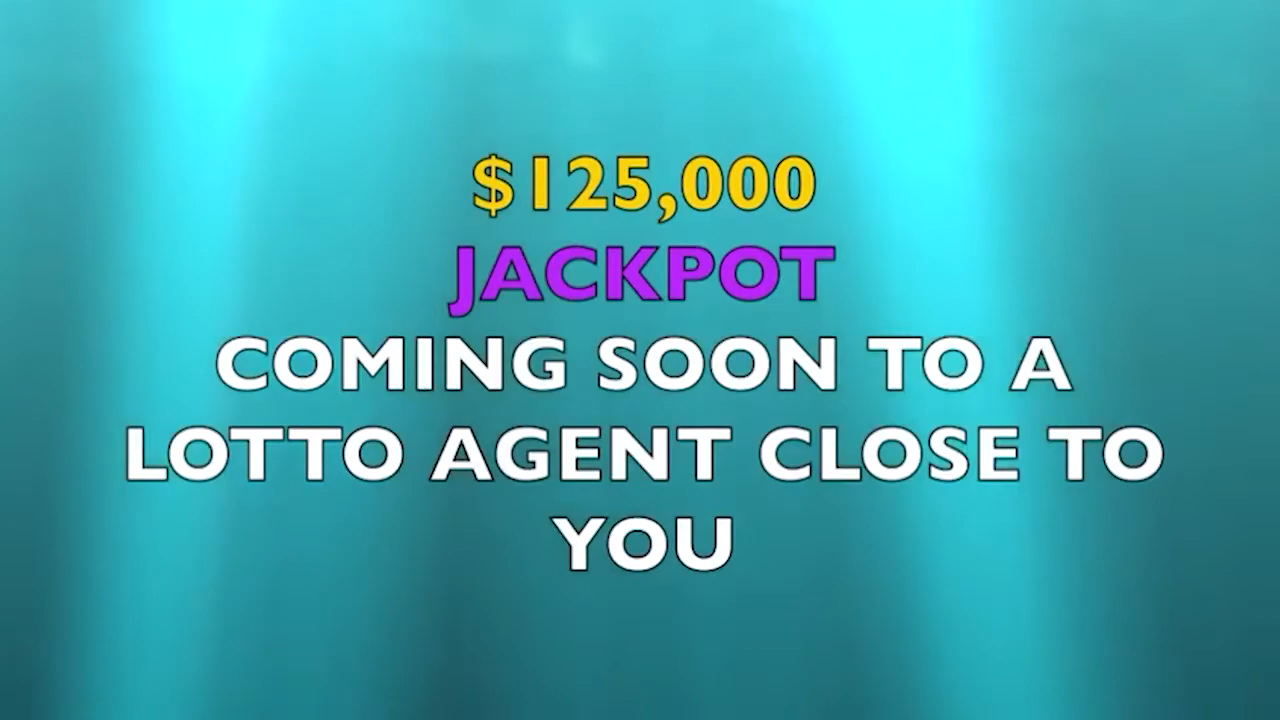 $125,000
JACKPOT
COMING SOON TO A
LOTTO AGENT CLOSE TO
YOU